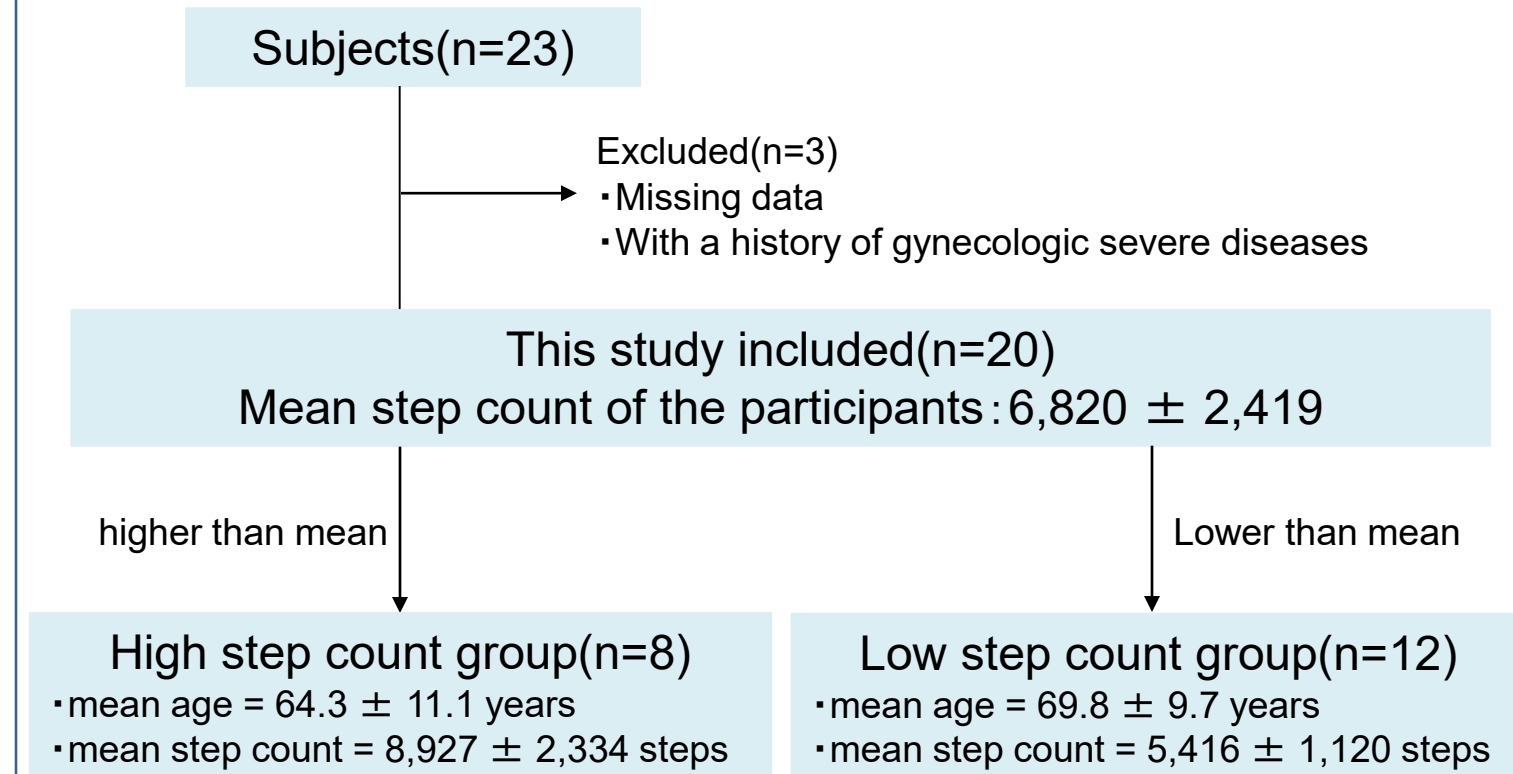 Subjects(n=23)
Excluded(n=3)
・Missing data
・With a history of gynecologic severe diseases
This study included(n=20)
Mean step count of the participants：6,820 ± 2,419
higher than mean
Lower than mean
High step count group(n=8)
・mean age = 64.3 ± 11.1 years
・mean step count = 8,927 ± 2,334 steps
Low step count group(n=12)
・mean age = 69.8 ± 9.7 years
・mean step count = 5,416 ± 1,120 steps